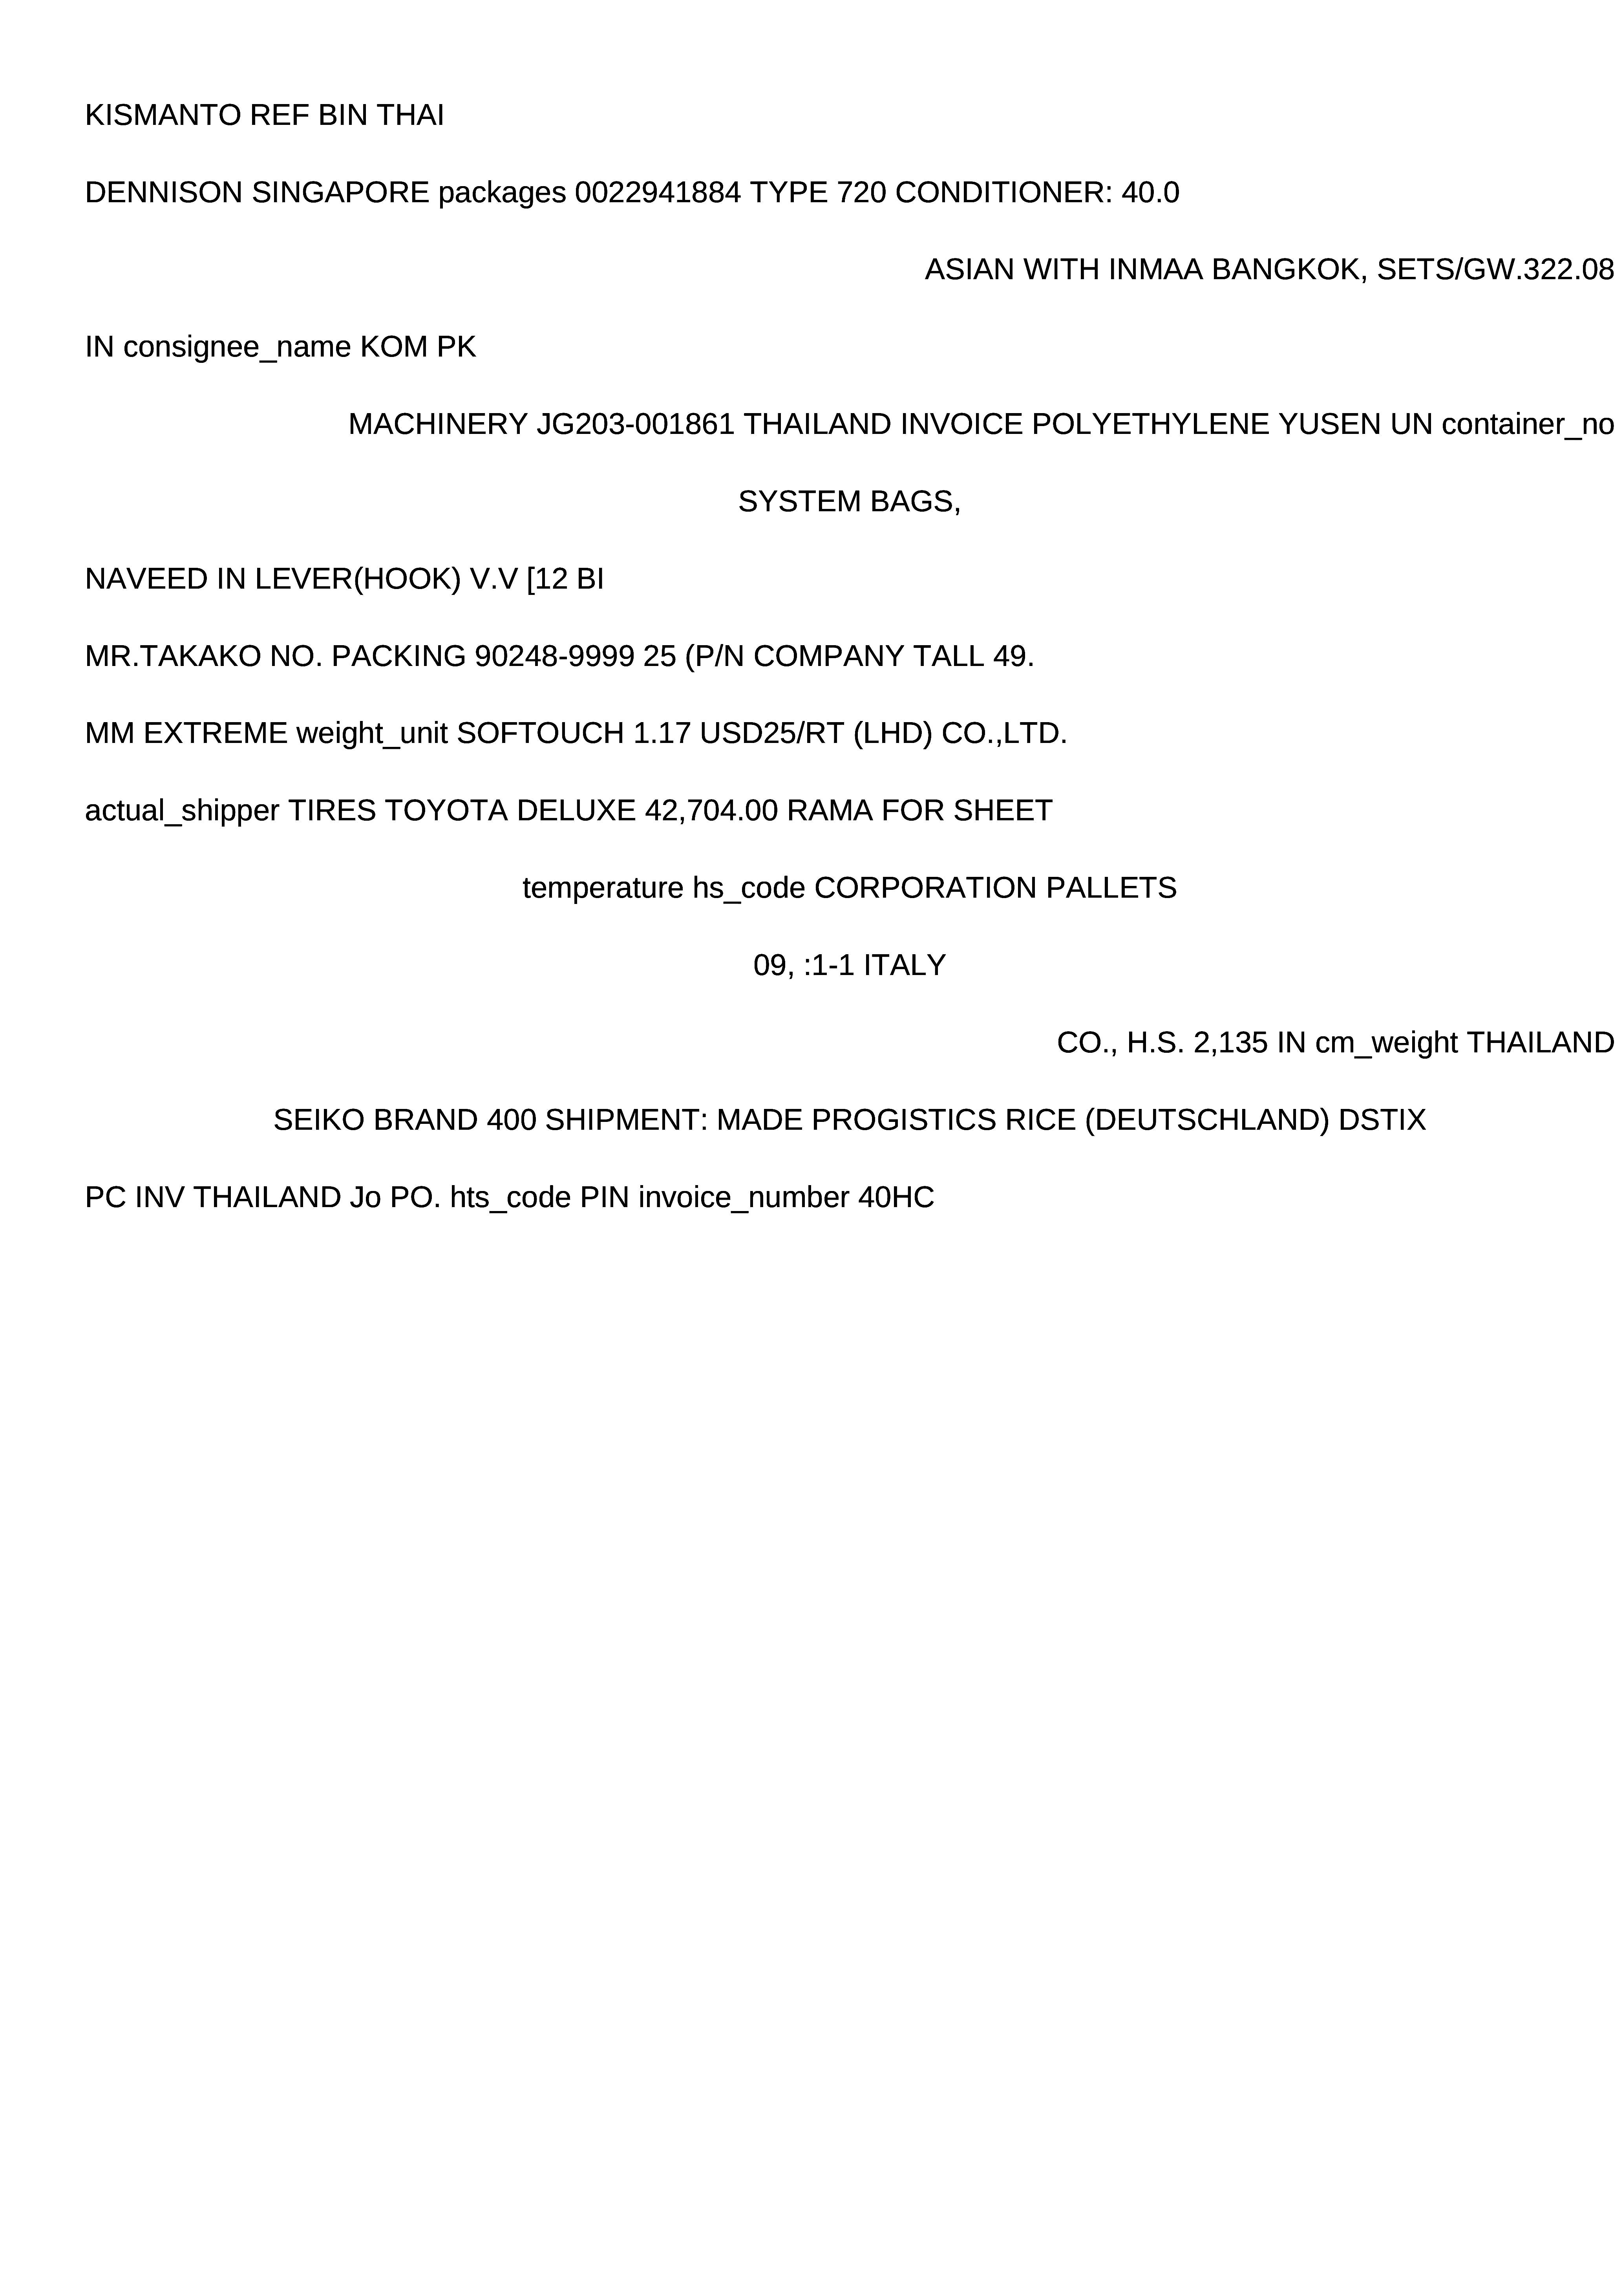 KISMANTO REF BIN THAI
DENNISON SINGAPORE packages 0022941884 TYPE 720 CONDITIONER: 40.0
ASIAN WITH INMAA BANGKOK, SETS/GW.322.08
IN consignee_name KOM PK
MACHINERY JG203-001861 THAILAND INVOICE POLYETHYLENE YUSEN UN container_no
SYSTEM BAGS,
NAVEED IN LEVER(HOOK) V.V [12 BI
MR.TAKAKO NO. PACKING 90248-9999 25 (P/N COMPANY TALL 49.
MM EXTREME weight_unit SOFTOUCH 1.17 USD25/RT (LHD) CO.,LTD.
actual_shipper TIRES TOYOTA DELUXE 42,704.00 RAMA FOR SHEET
temperature hs_code CORPORATION PALLETS
09, :1-1 ITALY
CO., H.S. 2,135 IN cm_weight THAILAND
SEIKO BRAND 400 SHIPMENT: MADE PROGISTICS RICE (DEUTSCHLAND) DSTIX
PC INV THAILAND Jo PO. hts_code PIN invoice_number 40HC